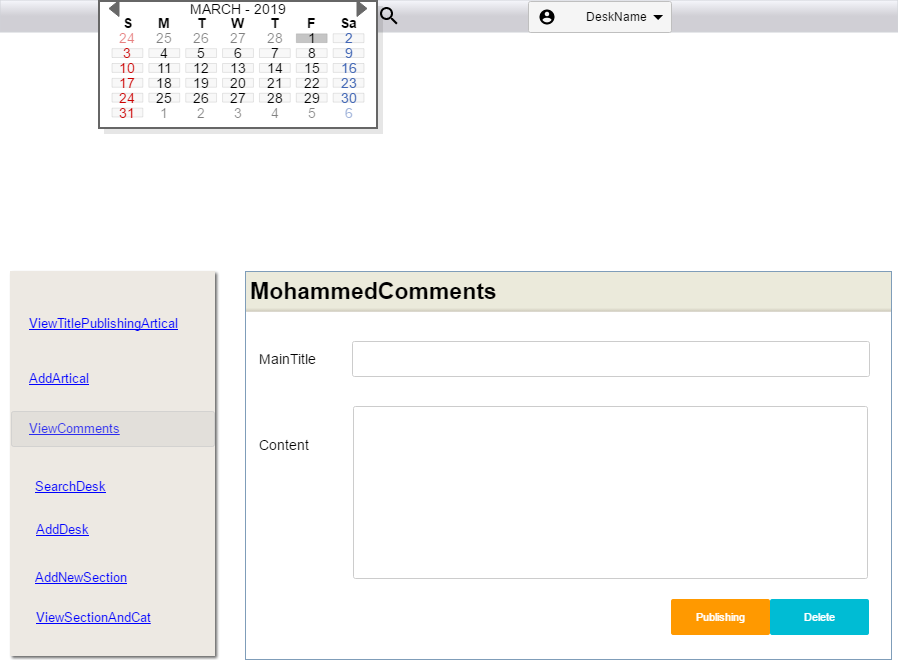 MARCH - 2019
S M T W T F Sa
24 25 26 27 28 1 2
3 4 5 6 7 8 9
10 11 12 13 14 15 16
17 18 19 20 21 22 23
24 25 26 27 28 29 30
31 1 2 3 4 5 6
DeskName
ViewTitlePublishingArtical
AddArtical
ViewComments
SearchDesk
AddDesk
AddNewSection
ViewSectionAndCat
MohammedComments
MainTitle
Content
Publishing Delete